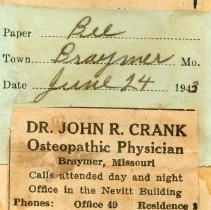 Paper Bee
Town Braymer Mo.
Date June 24 1943
DR. JOHN R. CRANK
Osteopathic Physician
Braymer, Missouri
Calls attended day and night
Office in the Nevitt Building
Phones: Office 49 Residence